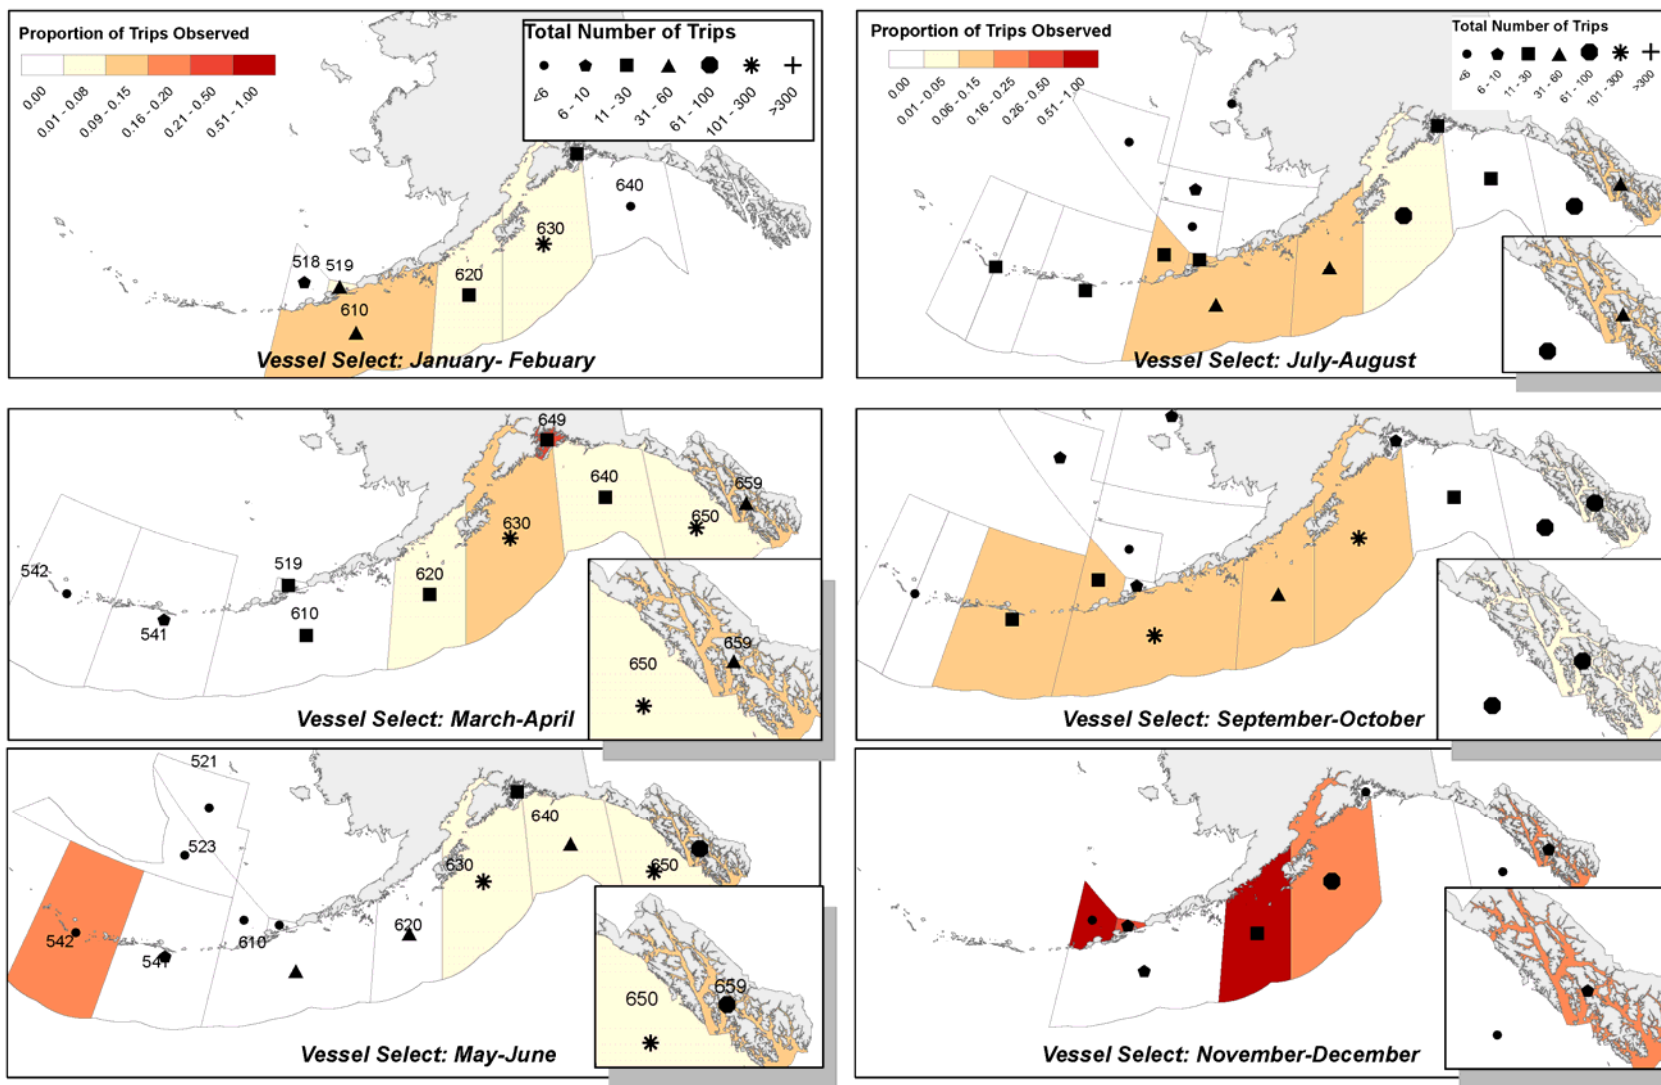 Proportion of Trips Observed
0.00
0.01 - 0.08
0.09 - 0.15
0.16 - 0.20
0.21 - 0.50
0.51 - 1.00
Total Number of Trips
<6
6 - 10
11 - 30
31 - 60
61 - 100
101 - 300
>300
640
630
518
519
620
610
Vessel Select: January- Febuary
Proportion of Trips Observed
0.00
0.01 - 0.05
0.06 - 0.15
0.16 - 0.25
0.26 - 0.50
0.51 - 1.00
Total Number of Trips
<6
6 - 10
11 - 30
31 - 60
61 - 100
101 - 300
>300
Vessel Select: July-August
649
640
659
650
630
519
542
620
610
541
659
650
Vessel Select: March-April
Vessel Select: September-October
521
640
523
630
650
620
542
610
541
659
650
Vessel Select: May-June
Vessel Select: November-December